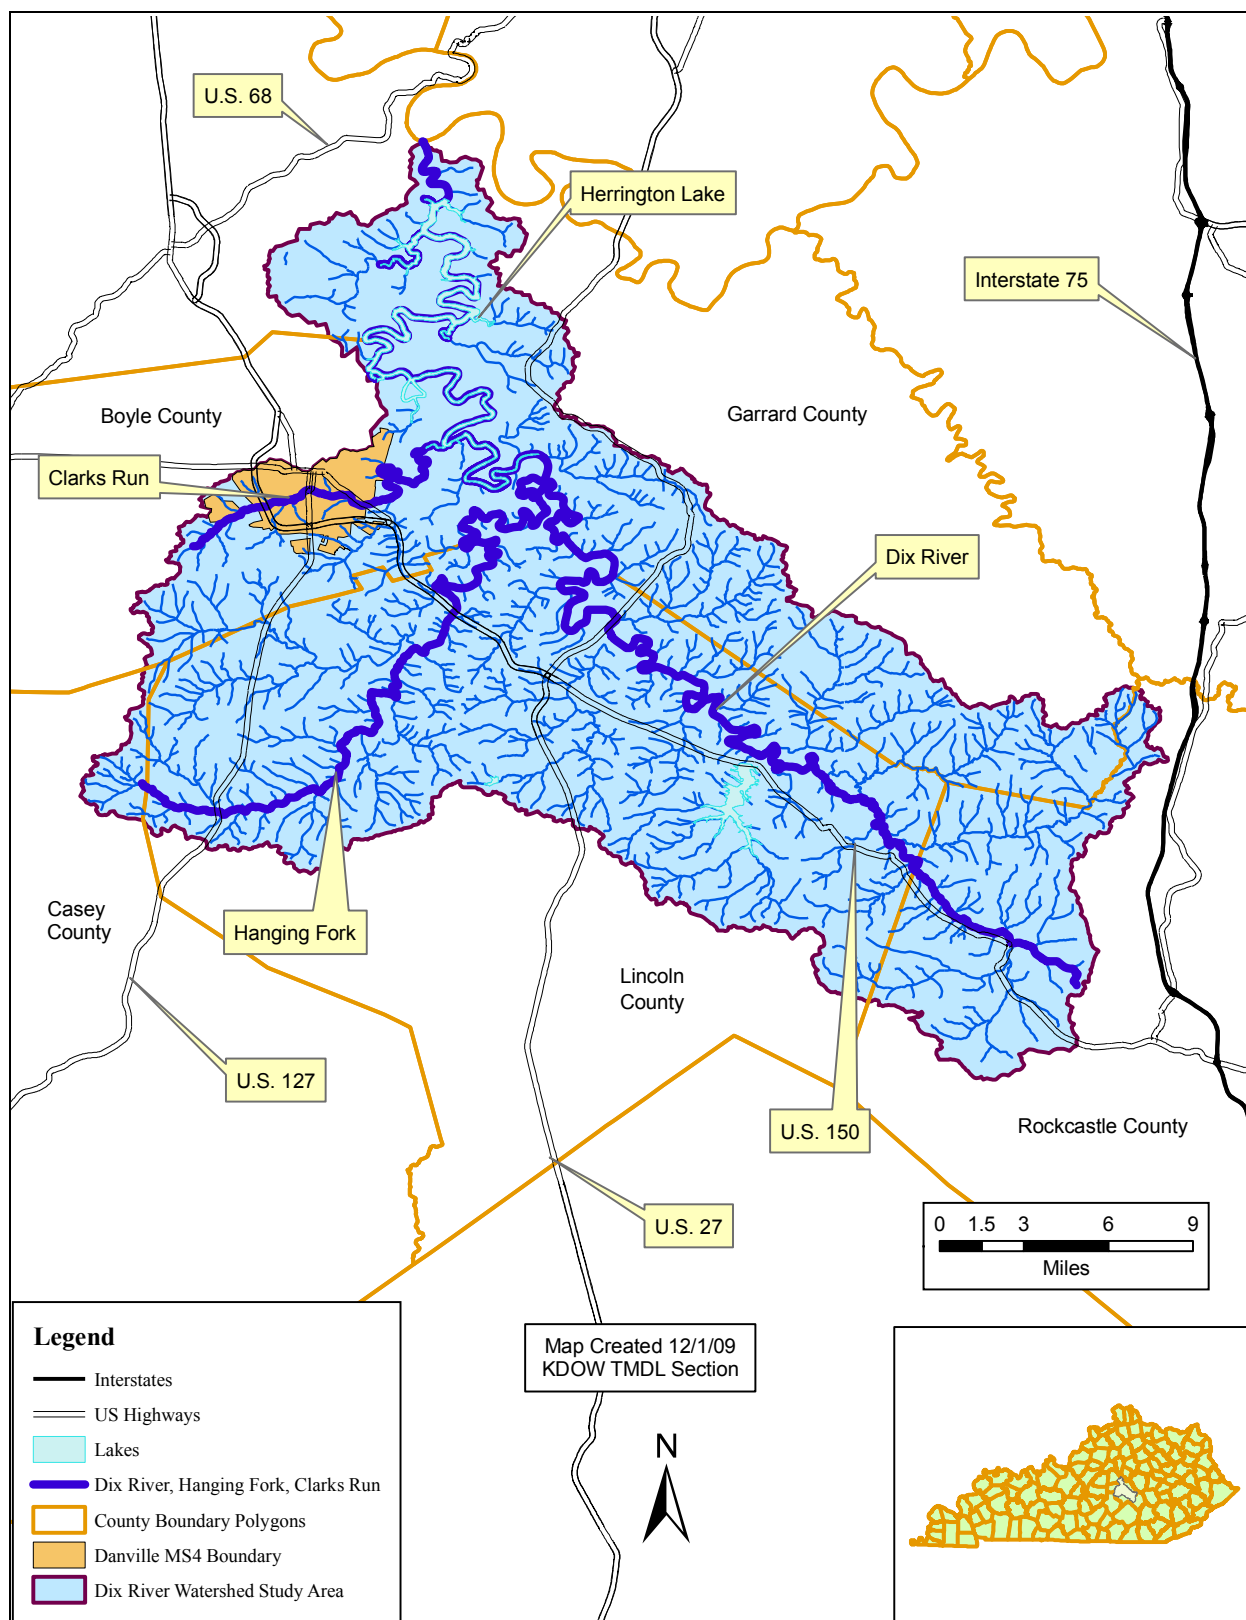 U.S. 68
Herrington Lake
Interstate 75
Boyle County
Garrard County
Clarks Run
Dix River
Casey
County
Hanging Fork
Lincoln
County
U.S. 127
U.S. 150
Rockcastle County
U.S. 27
0 1.5 3 6 9
Miles
Map Created 12/1/09
KDOW TMDL Section
N
Legend
Interstates
US Highways
Lakes
Dix River, Hanging Fork, Clarks Run
County Boundary Polygons
Danville MS4 Boundary
Dix River Watershed Study Area